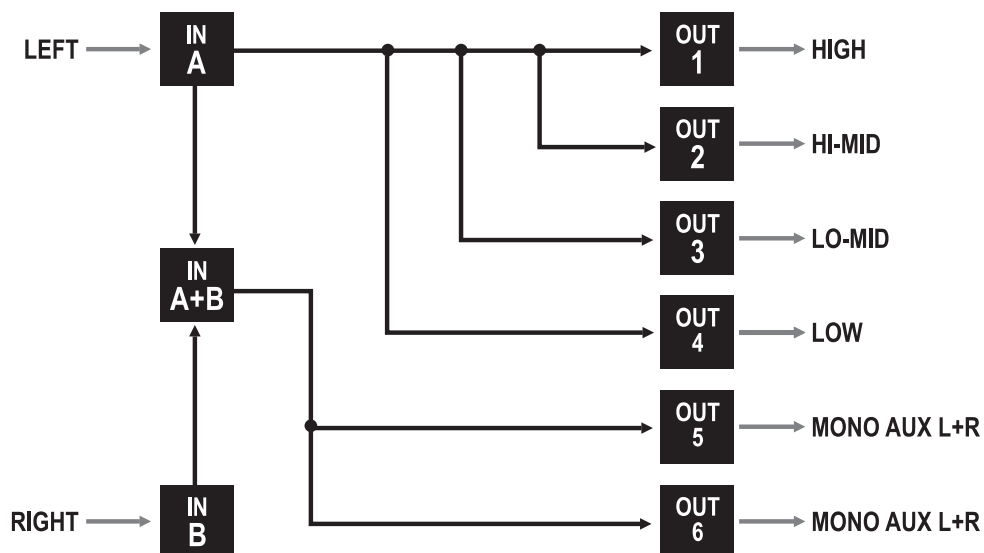 LEFT
IN
A
OUT
1
HIGH
OUT
2
HI-MID
OUT
3
LO-MID
IN
A+B
OUT
4
LOW
OUT
5
MONO AUX L+R
RIGHT
IN
B
OUT
6
MONO AUX L+R